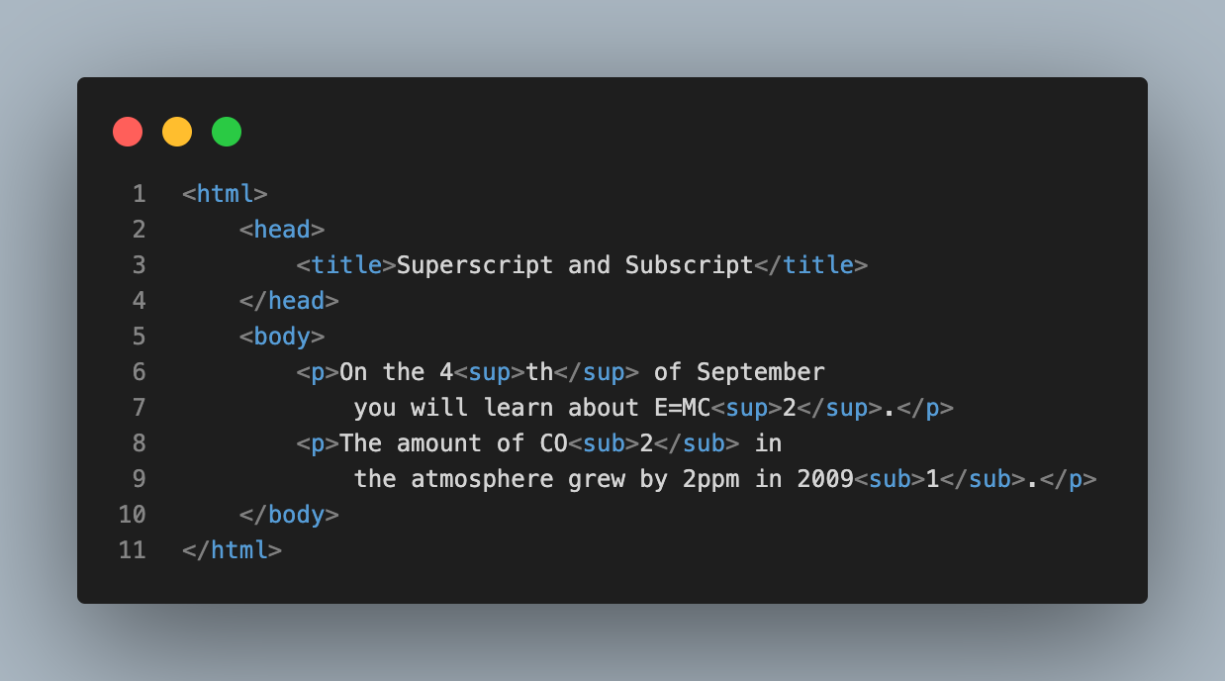 1 <html>
2 <head>
3 <title>Superscript and Subscript</title>
4 </head>
5 <body>
6 <p>On the 4<sup>th</sup> of September
7 you will learn about E=MC<sup>2</sup>.</p>
8 <p>The amount of CO<sub>2</sub> in
9 the atmosphere grew by 2ppm in 2009<sub>1</sub>.</p>
10 </body>
11 </html>